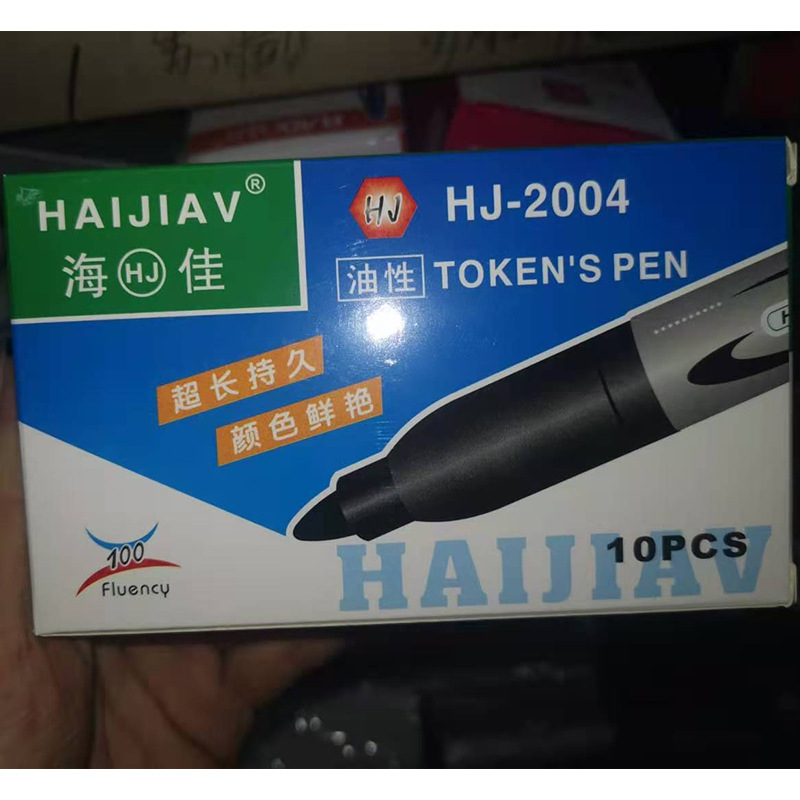 HAIJIAV®
海 HJ 佳
HJ HJ-2004
油性 TOKEN'S PEN
超长持久
颜色鲜艳
100
Fluency
10PCS
HAIJIAV